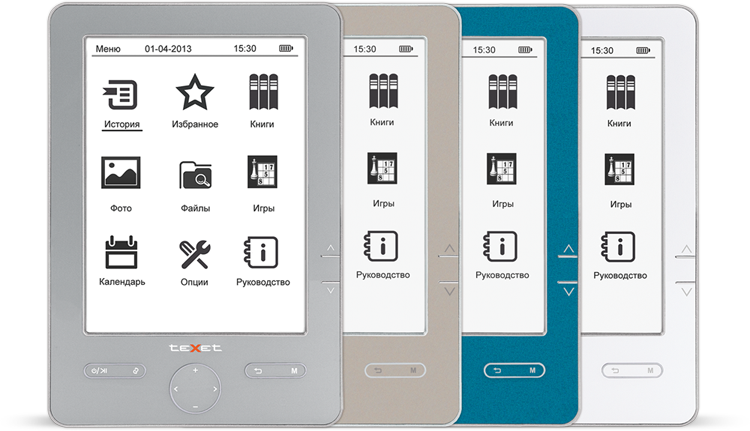 Меню 01-04-2013 15:30
История Избранное Книги
Фото Файлы Игры
Календарь Опции Руководство
teXet
M
15:30
Книги
Игры
Руководство
M
15:30
Книги
Игры
Руководство
M
15:30
Книги
Игры
Руководство
M